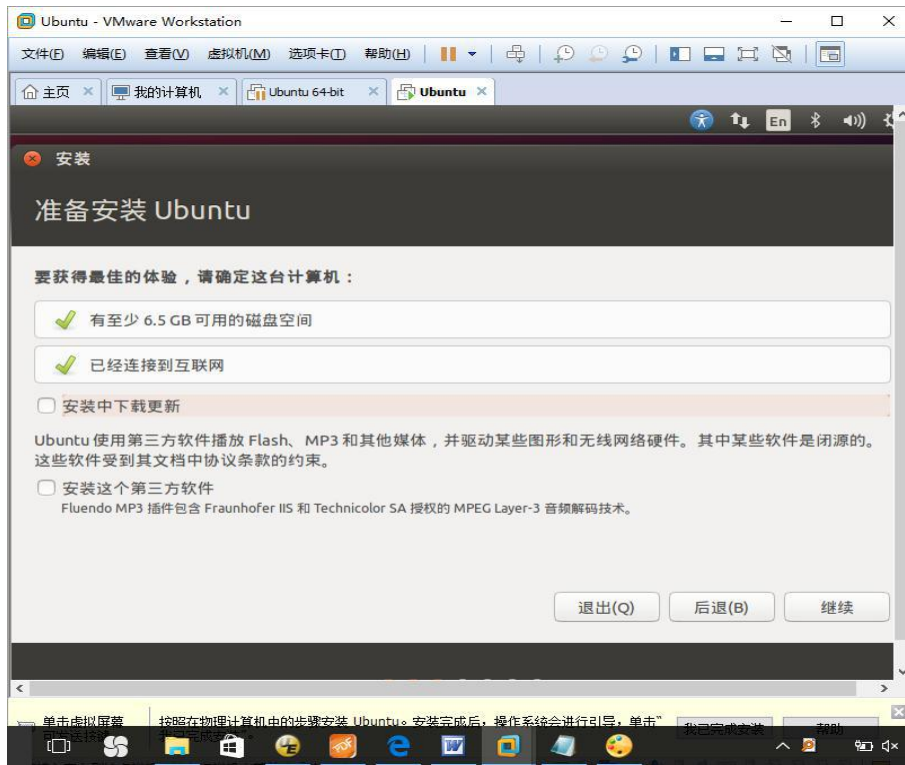 Ubuntu - VMware Workstation
文件(F) 编辑(E) 查看(V) 虚拟机(M) 选项卡(T) 帮助(H)
主页 我的计算机 Ubuntu 64-bit Ubuntu
En
安装
准备安装 Ubuntu
要获得最佳的体验，请确定这台计算机：
有至少 6.5 GB 可用的磁盘空间
已经连接到互联网
安装中下载更新
Ubuntu 使用第三方软件播放 Flash、MP3 和其他媒体，并驱动某些图形和无线网络硬件。其中某些软件是闭源的。
这些软件受到其文档中协议条款的约束。
安装这个第三方软件
Fluendo MP3 插件包含 Fraunhofer IIS 和 Technicolor SA 授权的 MPEG Layer-3 音频解码技术。
退出(Q) 后退(B) 继续
单击虚拟屏幕 按照在物理计算机中的步骤安装 Ubuntu。安装完成后，操作系统会进行引导，单击“
可发送按键 我已完成安装 帮助